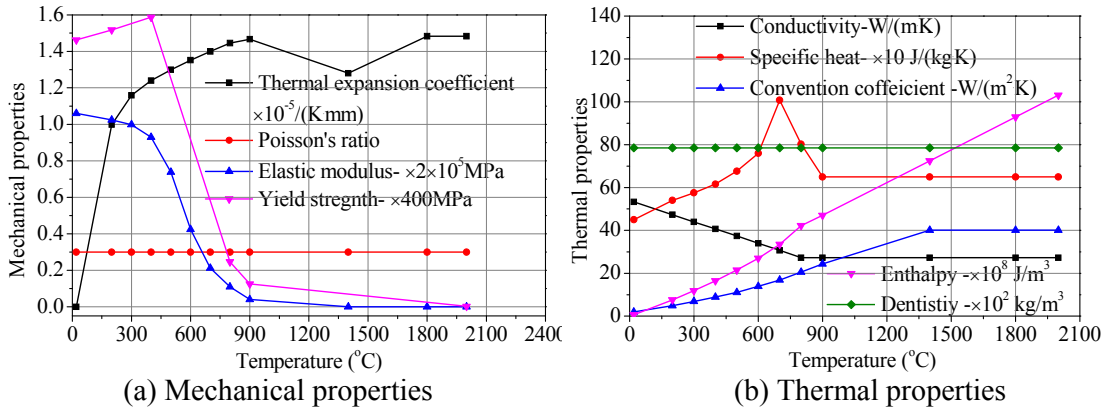 1.6
1.4
1.2
1.0
0.8
0.6
0.4
0.2
0.0
Mechanical properties
Thermal expansion coefficient
×10-5/(Kmm)
Poisson's ratio
Elastic modulus- ×2×105MPa
Yield stregnth- ×400MPa
0 300 600 900 1200 1500 1800 2100 240
Temperature (oC)
(a) Mechanical properties
140
120
100
80
60
40
20
0
Thermal properties
Conductivity-W/(mK)
Specific heat- ×10 J/(kgK)
Convention coffeicient -W/(m2K)
Enthalpy -×108 J/m3
Dentistiy -×102 kg/m3
0 300 600 900 1200 1500 1800 2100
Temperature (oC)
(b) Thermal properties